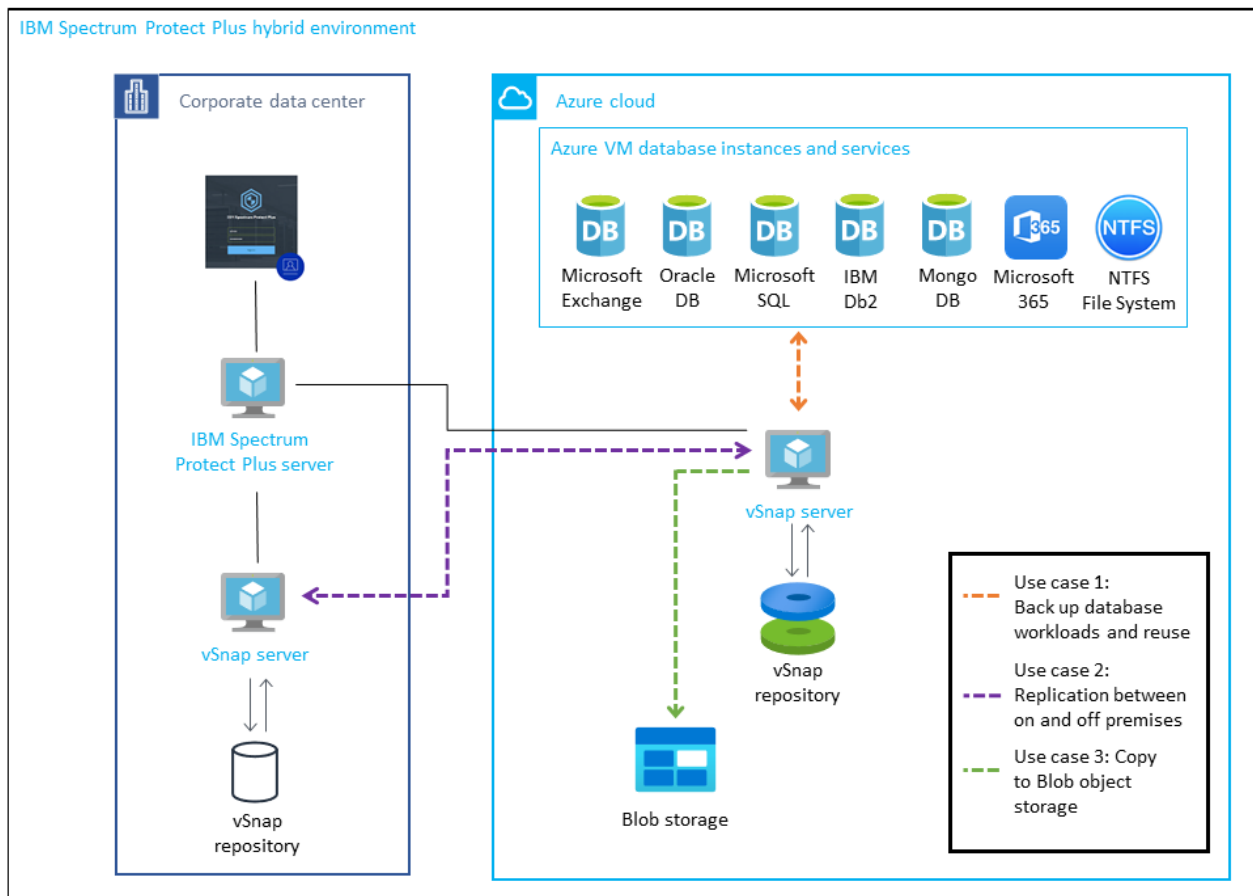 IBM Spectrum Protect Plus hybrid environment
Corporate data center
IBM Spectrum Protect Plus
IBM Spectrum
Protect Plus server
vSnap server
vSnap
repository
Azure cloud
Azure VM database instances and services
DB
Microsoft
Exchange
DB
Oracle
DB
DB
Microsoft
SQL
DB
IBM
Db2
DB
Mongo
DB
365
Microsoft
365
NTFS
NTFS
File System
vSnap server
vSnap
repository
Blob storage
Use case 1:
Back up database
workloads and reuse
Use case 2:
Replication between
on and off premises
Use case 3: Copy
to Blob object
storage